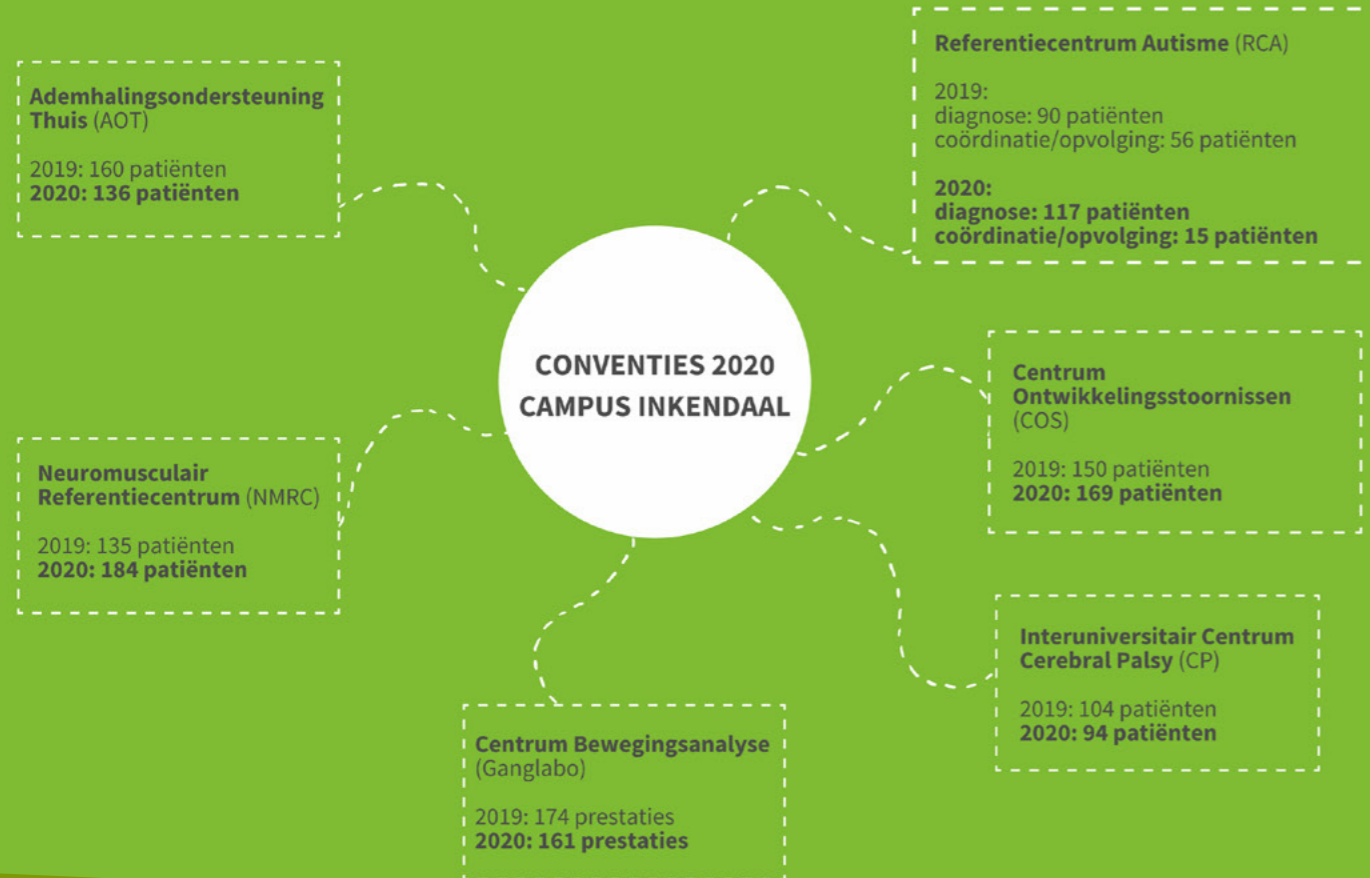 CONVENTIES 2020
CAMPUS INKENDAAL
Ademhalingsondersteuning
Thuis (AOT)
2019: 160 patiënten
2020: 136 patiënten
Referentiecentrum Autisme (RCA)
2019:
diagnose: 90 patiënten
coördinatie/opvolging: 56 patiënten
2020:
diagnose: 117 patiënten
coördinatie/opvolging: 15 patiënten
Centrum
Ontwikkelingsstoornissen
(COS)
2019: 150 patiënten
2020: 169 patiënten
Neuromusculair
Referentiecentrum (NMRC)
2019: 135 patiënten
2020: 184 patiënten
Interuniversitair Centrum
Cerebral Palsy (CP)
2019: 104 patiënten
2020: 94 patiënten
Centrum Bewegingsanalyse
(Ganglabo)
2019: 174 prestaties
2020: 161 prestaties